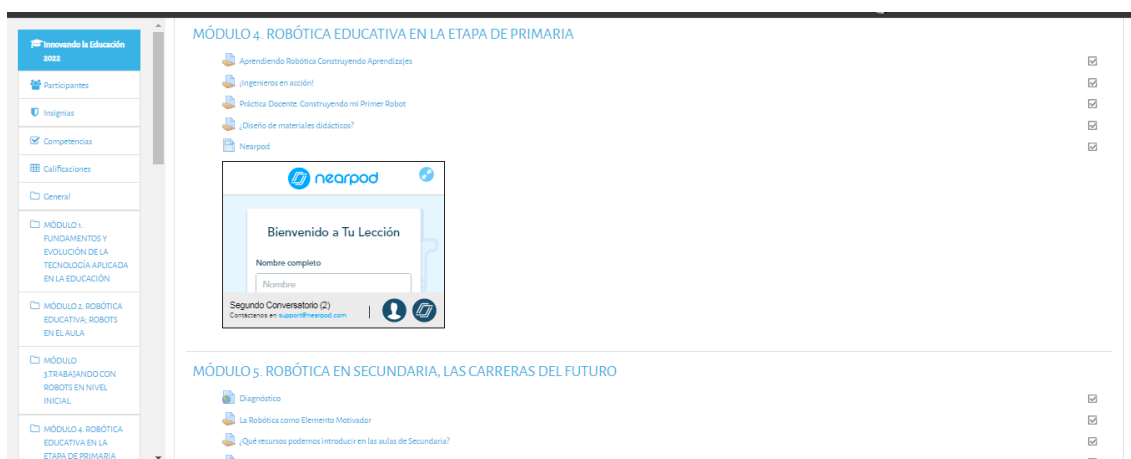 Innovando la Educación
2022
Participantes
Insignias
Competencias
Calificaciones
General
MÓDULO 1.
FUNDAMENTOS Y
EVOLUCIÓN DE LA
TECNOLOGÍA APLICADA
EN LA EDUCACIÓN
MÓDULO 2. ROBÓTICA
EDUCATIVA; ROBOTS
EN EL AULA
MÓDULO
3.TRABAJANDO CON
ROBOTS EN NIVEL
INICIAL
MÓDULO 4. ROBÓTICA
EDUCATIVA EN LA
ETAPA DE PRIMARIA
MÓDULO 4. ROBÓTICA EDUCATIVA EN LA ETAPA DE PRIMARIA
Aprendiendo Robótica Construyendo Aprendizajes
¡Ingenieros en acción!
Práctica Docente. Construyendo mi Primer Robot
¿Diseño de materiales didácticos?
Nearpod
nearpod
Bienvenido a Tu Lección
Nombre completo
Nombre
Segundo Conversatorio (2)
Contáctanos en support@nearpod.com
MÓDULO 5. ROBÓTICA EN SECUNDARIA, LAS CARRERAS DEL FUTURO
Diagnóstico
La Robótica como Elemento Motivador
¿Qué recursos podemos introducir en las aulas de Secundaria?